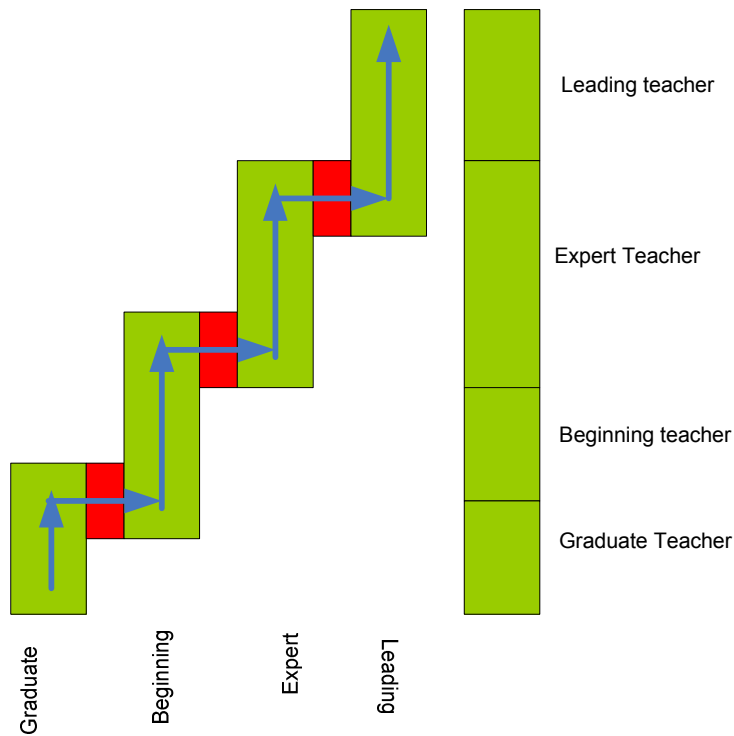 Leading teacher
Expert Teacher
Beginning teacher
Graduate Teacher
Graduate
Beginning
Expert
Leading